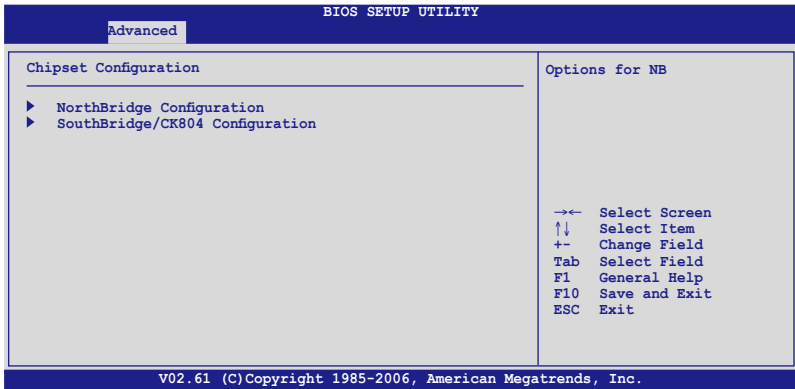 BIOS SETUP UTILITY
Advanced
Chipset Configuration
NorthBridge Configuration
SouthBridge/CK804 Configuration
Options for NB
→← Select Screen
↑↓ Select Item
+- Change Field
Tab Select Field
F1 General Help
F10 Save and Exit
ESC Exit
V02.61 (C)Copyright 1985-2006, American Megatrends, Inc.